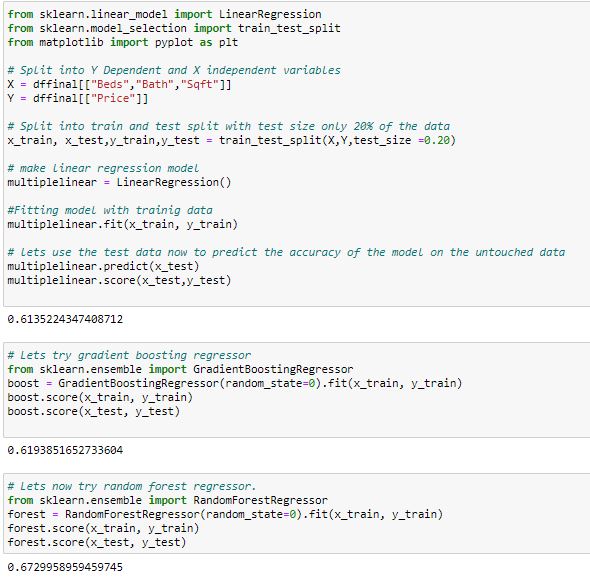 from sklearn.linear_model import LinearRegression
from sklearn.model_selection import train_test_split
from matplotlib import pyplot as plt
# Split into Y Dependent and X independent variables
X = dffinal[["Beds","Bath","Sqft"]]
Y = dffinal[["Price"]]
# Split into train and test split with test size only 20% of the data
x_train, x_test,y_train,y_test = train_test_split(X,Y,test_size =0.20)
# make linear regression model
multiplelinear = LinearRegression()
#Fitting model with trainig data
multiplelinear.fit(x_train, y_train)
# Lets use the test data now to predict the accuracy of the model on the untouched data
multiplelinear.predict(x_test)
multiplelinear.score(x_test,y_test)
0.6135224347408712
# Lets try gradient boosting regressor
from sklearn.ensemble import GradientBoostingRegressor
boost = GradientBoostingRegressor(random_state=0).fit(x_train, y_train)
boost.score(x_train, y_train)
boost.score(x_test, y_test)
0.6193851652733604
# Lets now try random forest regressor.
from sklearn.ensemble import RandomForestRegressor
forest = RandomForestRegressor(random_state=0).fit(x_train, y_train)
forest.score(x_train, y_train)
forest.score(x_test, y_test)
0.6729958959459745